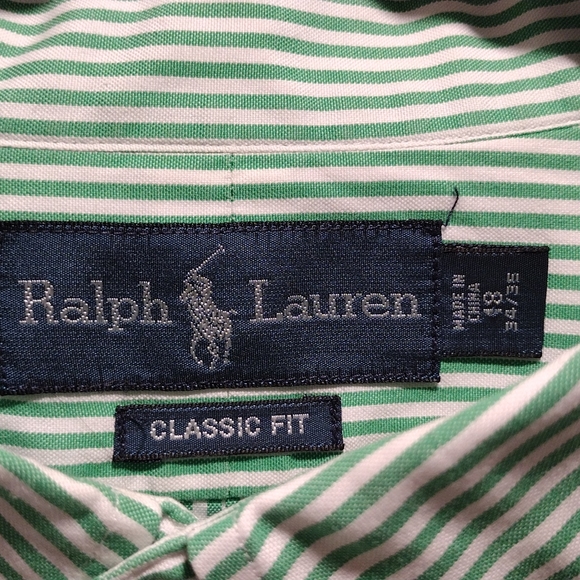 Ralph Lauren
MADE IN
CHINA
18
34/35
CLASSIC FIT